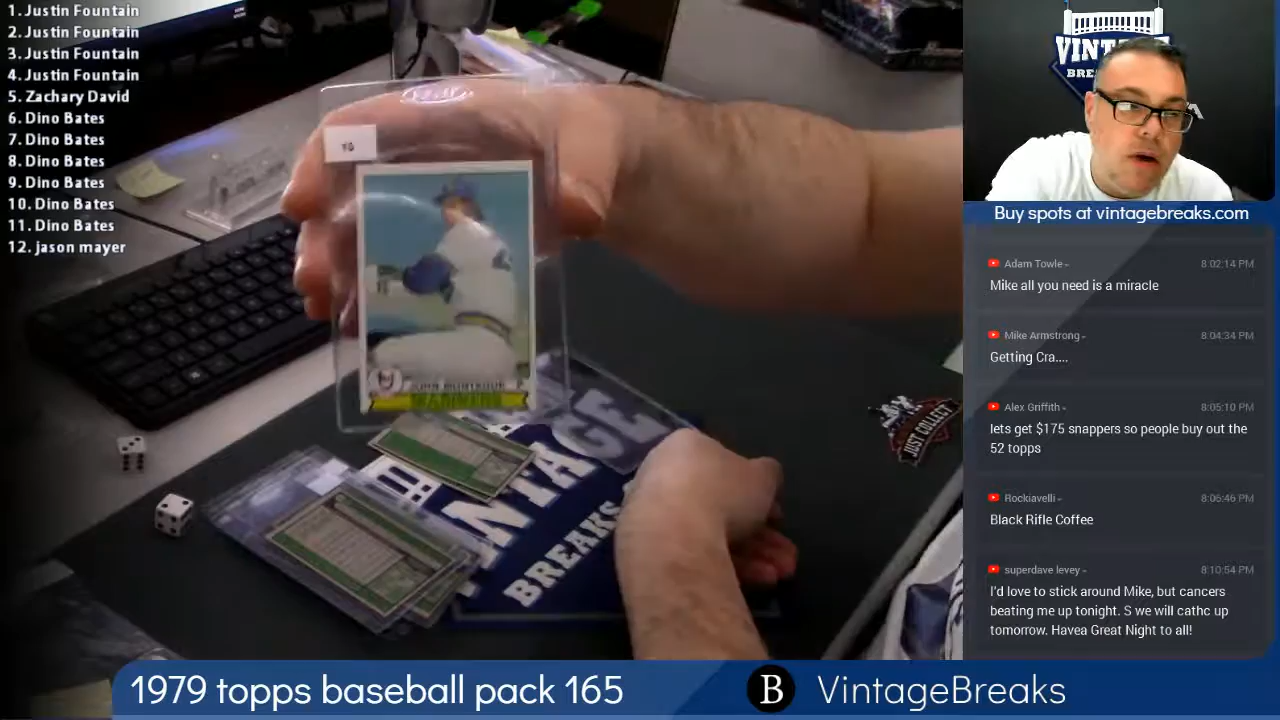 1. Justin Fountain
2. Justin Fountain
3. Justin Fountain
4. Justin Fountain
5. Zachary David
6. Dino Bates
7. Dino Bates
8. Dino Bates
9. Dino Bates
10. Dino Bates
11. Dino Bates
12. jason mayer
MARINERS
VINTAGE
BREAKS
JUST COLLECT
Buy spots at vintagebreaks.com
Adam Towle - 8:02:14 PM
Mike all you need is a miracle
Mike Armstrong - 8:04:34 PM
Getting Cra....
Alex Griffith - 8:05:10 PM
lets get $175 snappers so people buy out the
52 topps
Rockiavelli - 8:06:46 PM
Black Rifle Coffee
superdave levey - 8:10:54 PM
I'd love to stick around Mike, but cancers
beating me up tonight. S we will cathc up
tomorrow. Havea Great Night to all!
1979 topps baseball pack 165
B VintageBreaks